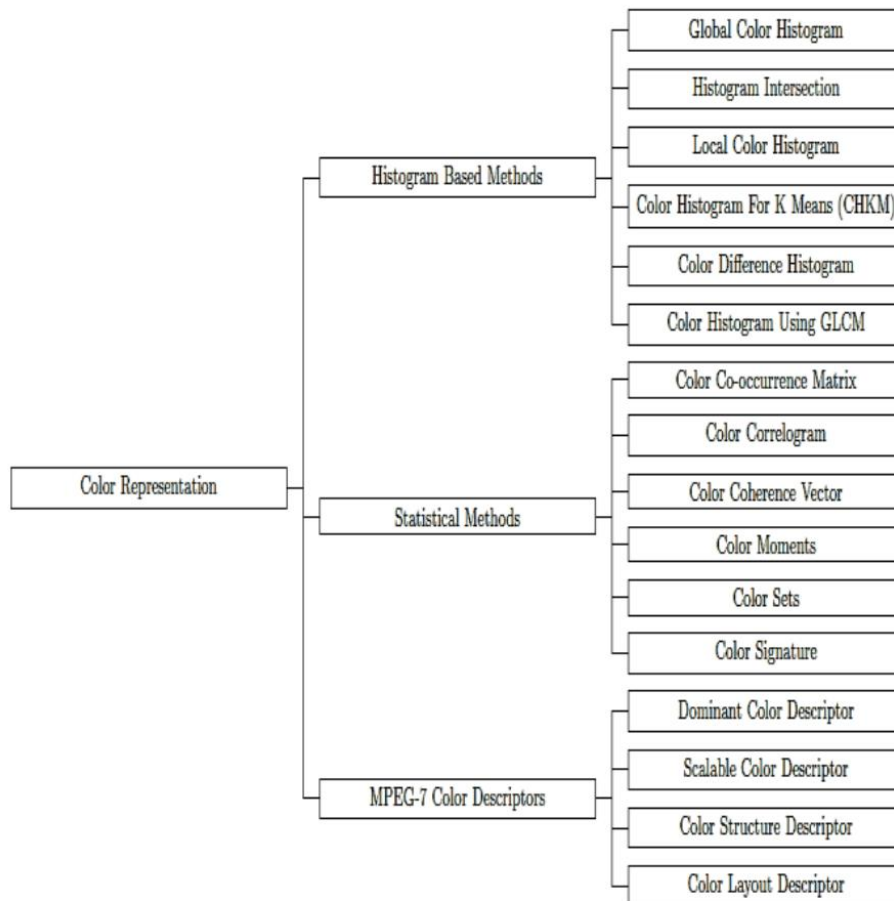 Global Color Histogram
Histogram Intersection
Local Color Histogram
Histogram Based Methods
Color Histogram For K Means (CHKM)
Color Difference Histogram
Color Histogram Using GLCM
Color Co-occurrence Matrix
Color Correlogram
Color Representation
Color Coherence Vector
Statistical Methods
Color Moments
Color Sets
Color Signature
Dominant Color Descriptor
Scalable Color Descriptor
MPEG-7 Color Descriptors
Color Structure Descriptor
Color Layout Descriptor